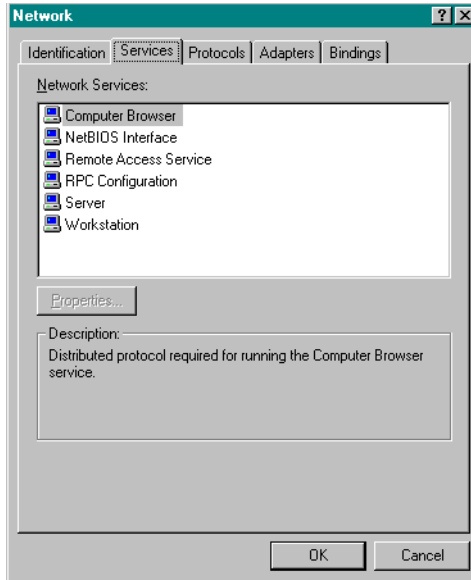 Network
Identification Services Protocols Adapters Bindings
Network Services:
Computer Browser
NetBIOS Interface
Remote Access Service
RPC Configuration
Server
Workstation
Properties...
Description:
Distributed protocol required for running the Computer Browser
service.
OK Cancel